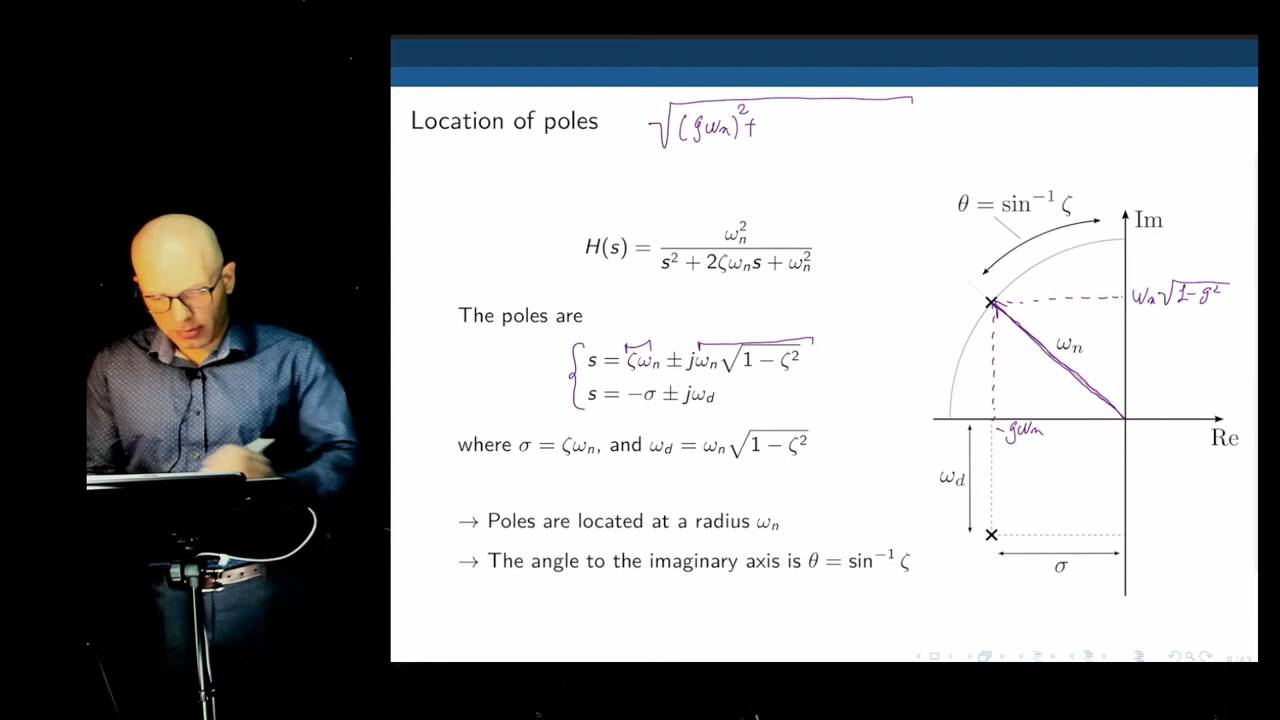 Location of poles
√((ζωn)² +
θ = sin⁻¹ ζ
Im
H(s) = ωn² / (s² + 2ζωns + ωn²)
The poles are
s = ζωn ± jωn√(1 − ζ²)
s = −σ ± jωd
where σ = ζωn, and ωd = ωn√(1 − ζ²)
→ Poles are located at a radius ωn
→ The angle to the imaginary axis is θ = sin⁻¹ ζ
ωn√(1 − ζ²)
ωn
−ζωn
Re
ωd
σ